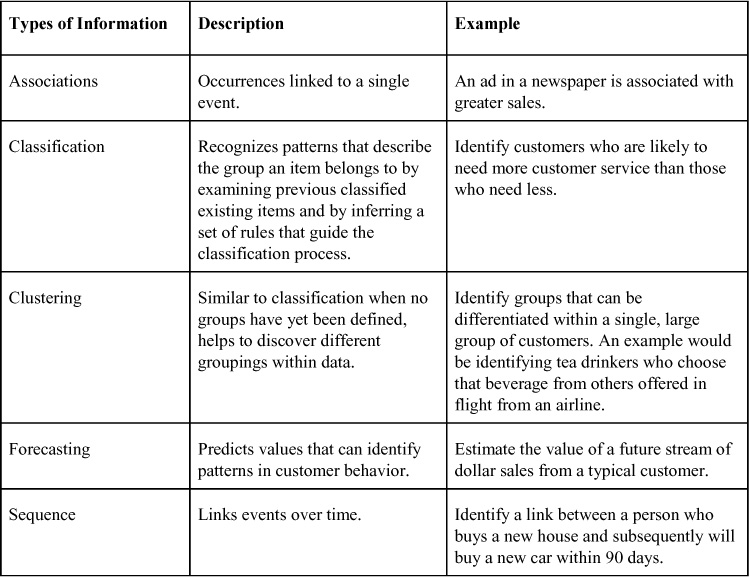 Types of Information
Description
Example
Associations
Occurrences linked to a single
event.
An ad in a newspaper is associated with
greater sales.
Classification
Recognizes patterns that describe
the group an item belongs to by
examining previous classified
existing items and by inferring a
set of rules that guide the
classification process.
Identify customers who are likely to
need more customer service than those
who need less.
Clustering
Similar to classification when no
groups have yet been defined,
helps to discover different
groupings within data.
Identify groups that can be
differentiated within a single, large
group of customers. An example would
be identifying tea drinkers who choose
that beverage from others offered in
flight from an airline.
Forecasting
Predicts values that can identify
patterns in customer behavior.
Estimate the value of a future stream of
dollar sales from a typical customer.
Sequence
Links events over time.
Identify a link between a person who
buys a new house and subsequently will
buy a new car within 90 days.